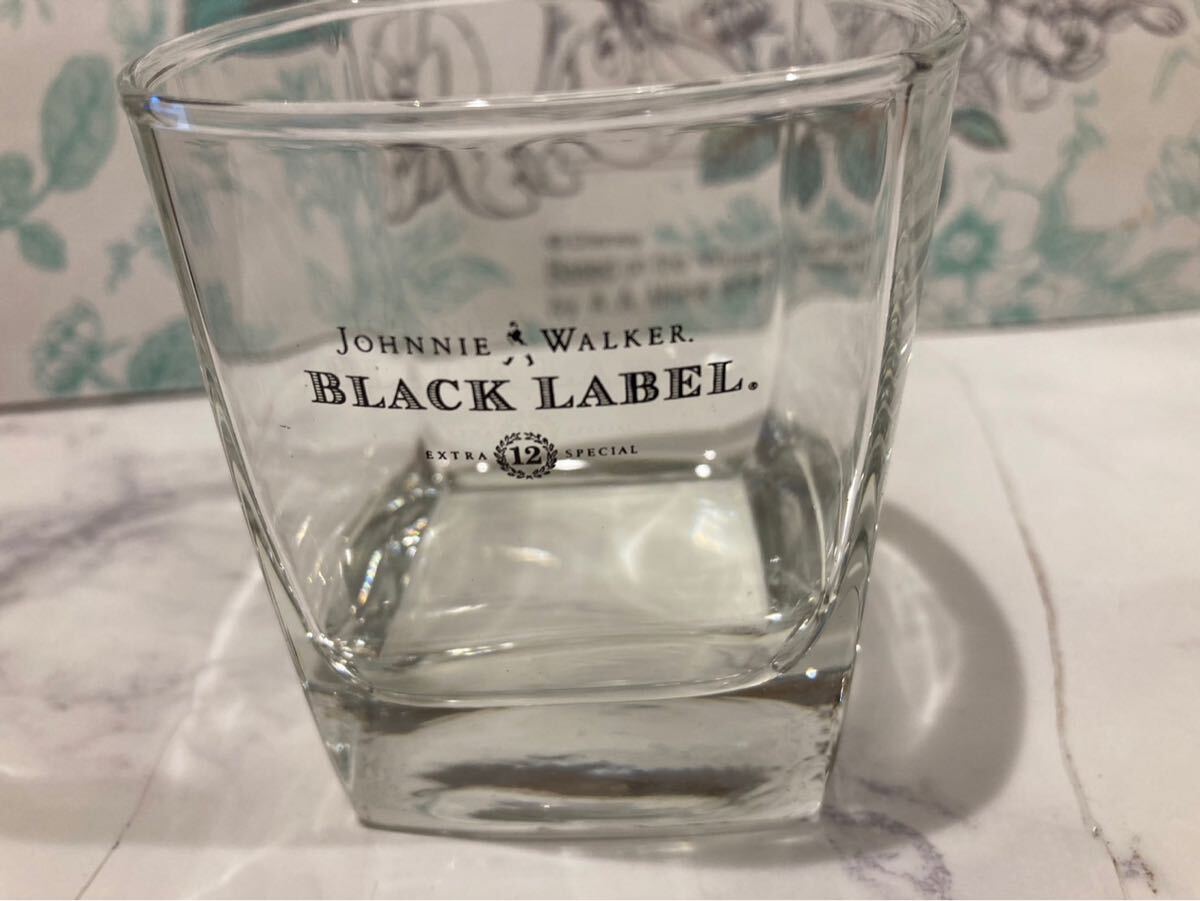 JOHNNIE WALKER.
BLACK LABEL®
EXTRA 12 SPECIAL